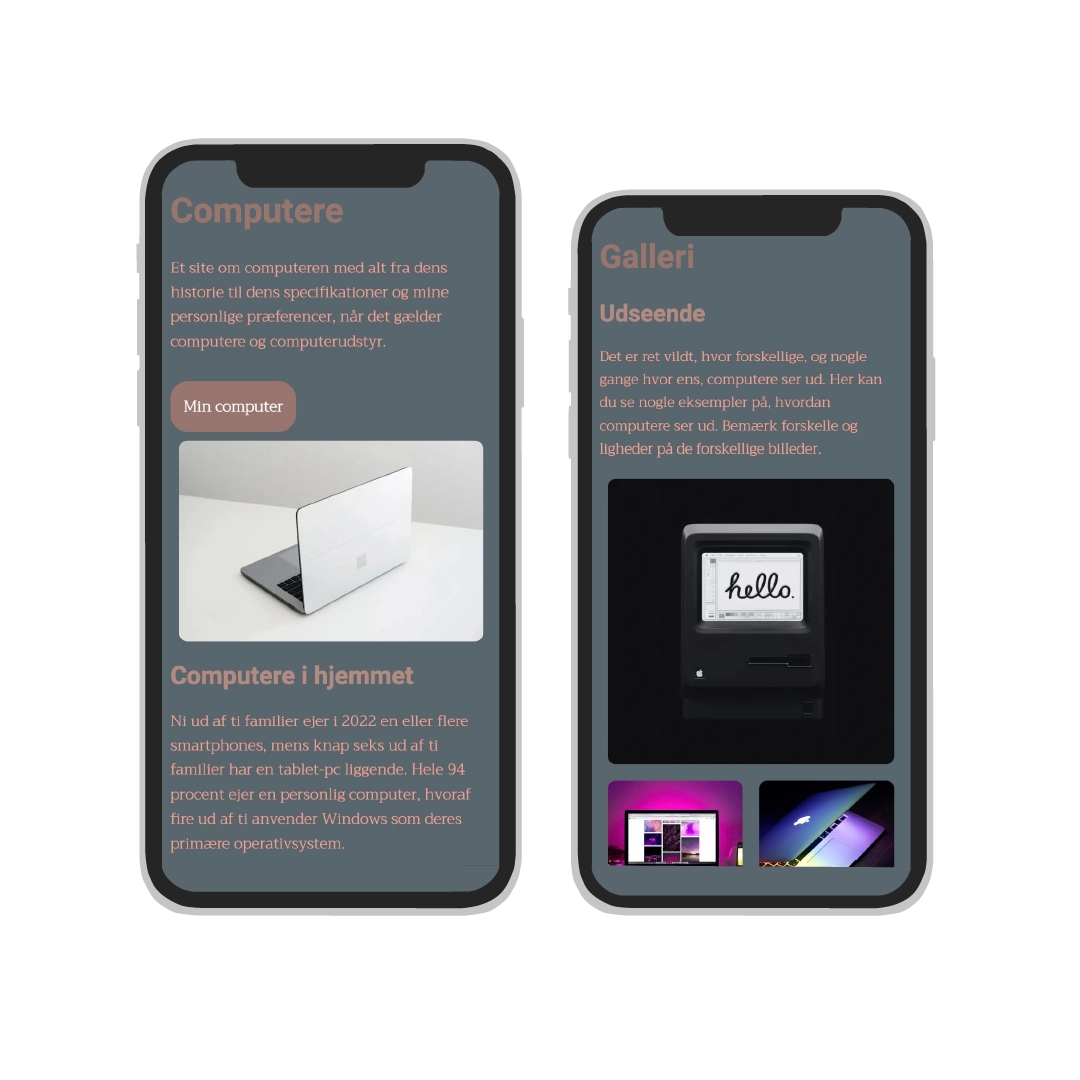 Computere
Et site om computeren med alt fra dens
historie til dens specifikationer og mine
personlige præferencer, når det gælder
computere og computerudstyr.
Min computer
Computere i hjemmet
Ni ud af ti familier ejer i 2022 en eller flere
smartphones, mens knap seks ud af ti
familier har en tablet-pc liggende. Hele 94
procent ejer en personlig computer, hvoraf
fire ud af ti anvender Windows som deres
primære operativsystem.
Galleri
Udseende
Det er ret vildt, hvor forskellige, og nogle
gange hvor ens, computere ser ud. Her kan
du se nogle eksempler på, hvordan
computere ser ud. Bemærk forskelle og
ligheder på de forskellige billeder.
hello.